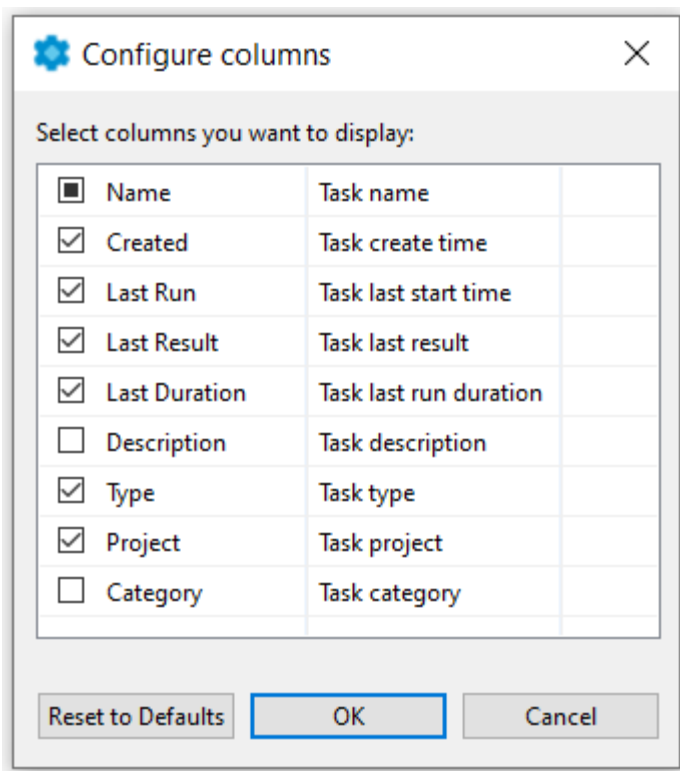 Configure columns
Select columns you want to display:
Name Task name
Created Task create time
Last Run Task last start time
Last Result Task last result
Last Duration Task last run duration
Description Task description
Type Task type
Project Task project
Category Task category
Reset to Defaults OK Cancel